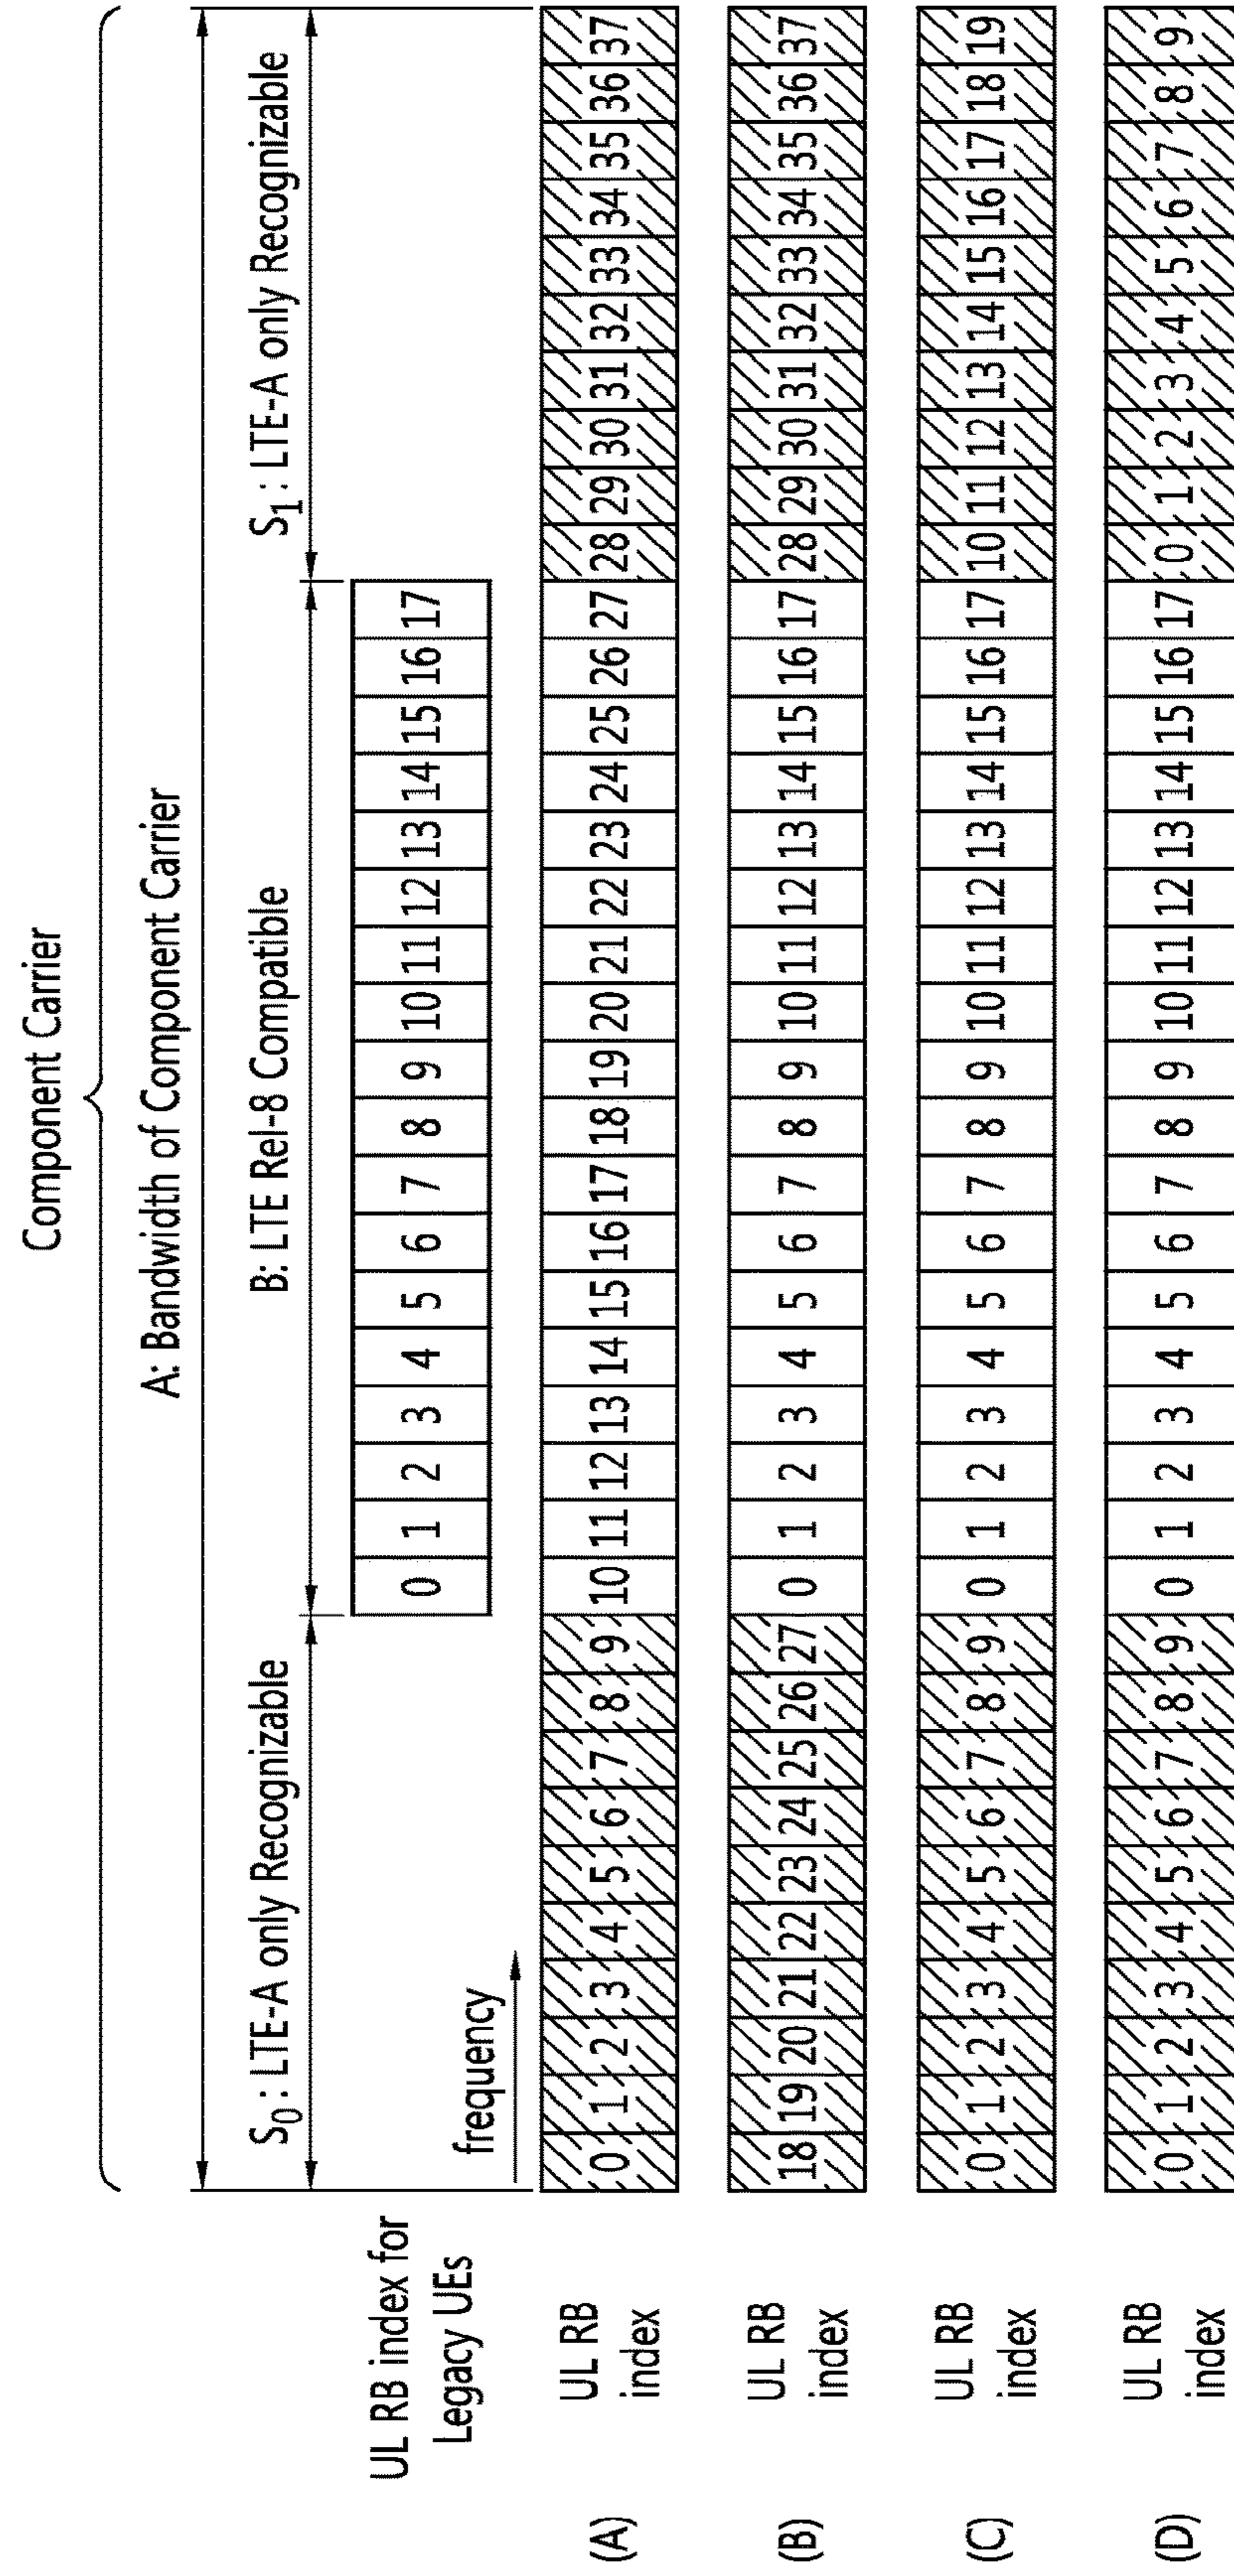 Component Carrier
A: Bandwidth of Component Carrier
S0 : LTE-A only Recognizable
B: LTE Rel-8 Compatible
S1 : LTE-A only Recognizable
UL RB index for
Legacy UEs
0 1 2 3 4 5 6 7 8 9 10 11 12 13 14 15 16 17
frequency
(A)
UL RB
index
0 1 2 3 4 5 6 7 8 9 10 11 12 13 14 15 16 17 18 19 20 21 22 23 24 25 26 27 28 29 30 31 32 33 34 35 36 37
(B)
UL RB
index
18 19 20 21 22 23 24 25 26 27 0 1 2 3 4 5 6 7 8 9 10 11 12 13 14 15 16 17 28 29 30 31 32 33 34 35 36 37
(C)
UL RB
index
0 1 2 3 4 5 6 7 8 9 0 1 2 3 4 5 6 7 8 9 10 11 12 13 14 15 16 17 10 11 12 13 14 15 16 17 18 19
(D)
UL RB
index
0 1 2 3 4 5 6 7 8 9 0 1 2 3 4 5 6 7 8 9 10 11 12 13 14 15 16 17 0 1 2 3 4 5 6 7 8 9